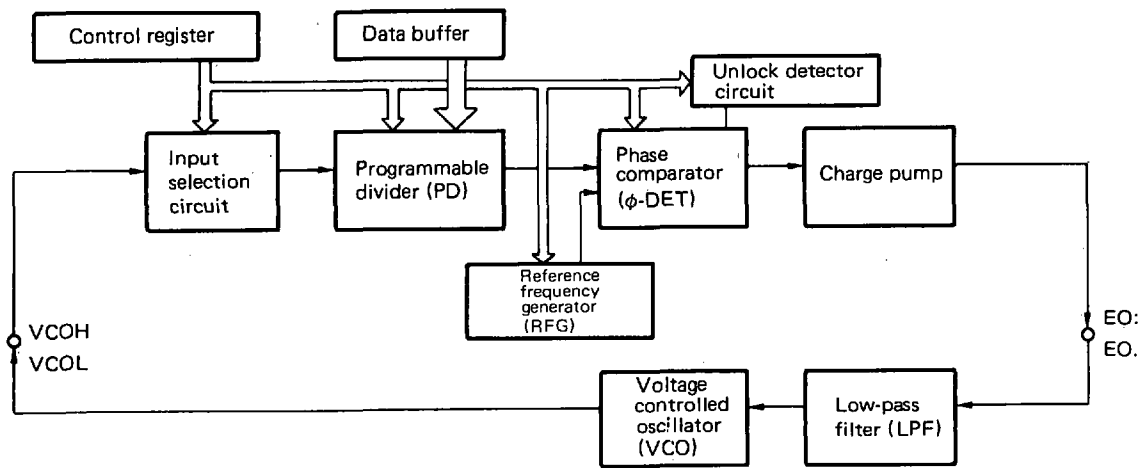 Control register
Data buffer
Unlock detector
circuit
Input
selection
circuit
Programmable
divider (PD)
Phase
comparator
(φ-DET)
Charge pump
Reference
frequency
generator
(RFG)
VCOH
VCOL
EO:
EO.
Voltage
controlled
oscillator
(VCO)
Low-pass
filter (LPF)